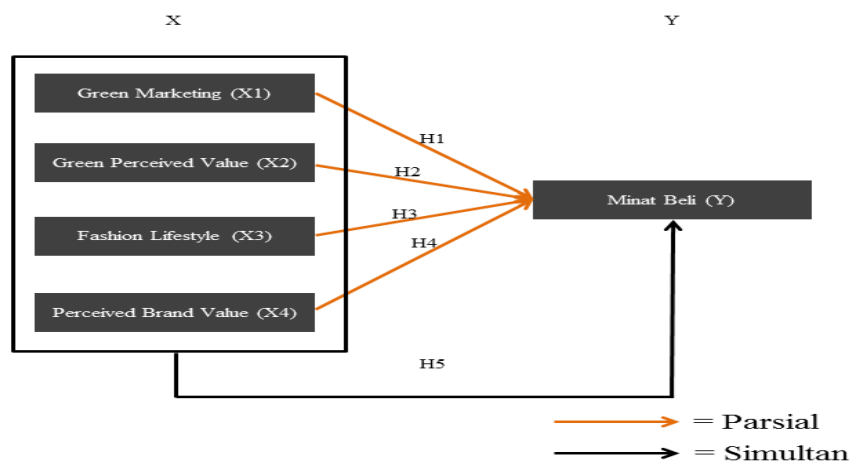 X
Y
Green Marketing (X1)
H1
Green Perceived Value (X2)
H2
Minat Beli (Y)
H3
Fashion Lifestyle (X3)
H4
Perceived Brand Value (X4)
H5
= Parsial
= Simultan